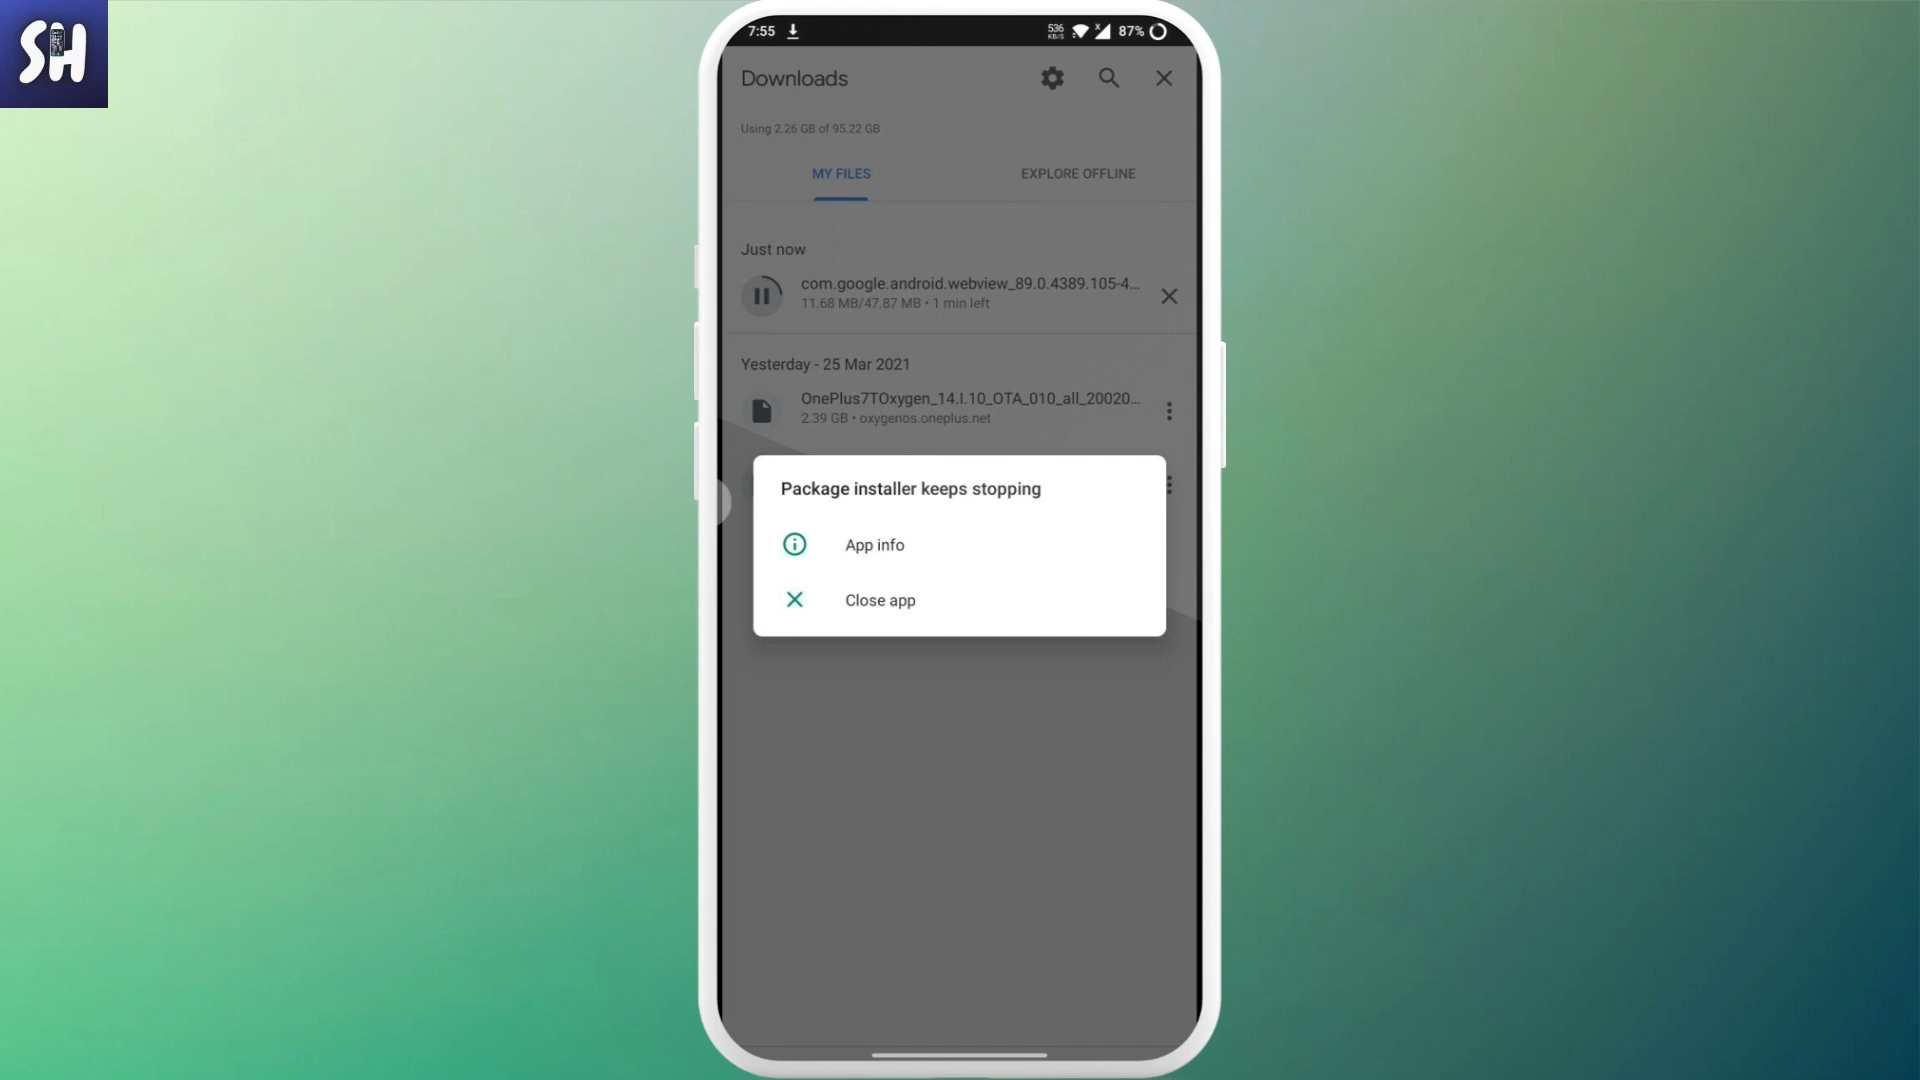 SH
7:55
536 KB/S
87%
Downloads
Using 2.26 GB of 95.22 GB
MY FILES
EXPLORE OFFLINE
Just now
com.google.android.webview_89.0.4389.105-4...
11.68 MB/47.87 MB • 1 min left
Yesterday - 25 Mar 2021
OnePlus7TOxygen_14.I.10_OTA_010_all_20020...
2.39 GB • oxygenos.oneplus.net
Package installer keeps stopping
App info
Close app